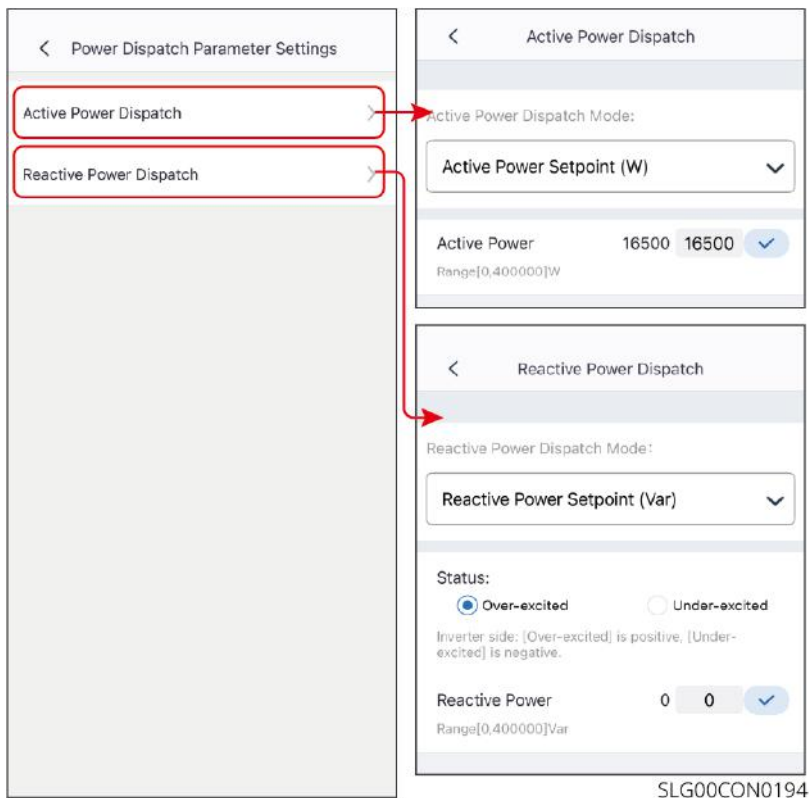 Power Dispatch Parameter Settings
Active Power Dispatch
Reactive Power Dispatch
Active Power Dispatch
Active Power Dispatch Mode:
Active Power Setpoint (W)
Active Power 16500 16500
Range[0,400000]W
Reactive Power Dispatch
Reactive Power Dispatch Mode:
Reactive Power Setpoint (Var)
Status:
Over-excited Under-excited
Inverter side: [Over-excited] is positive, [Under-
excited] is negative.
Reactive Power 0 0
Range[0,400000]Var
SLG00CON0194